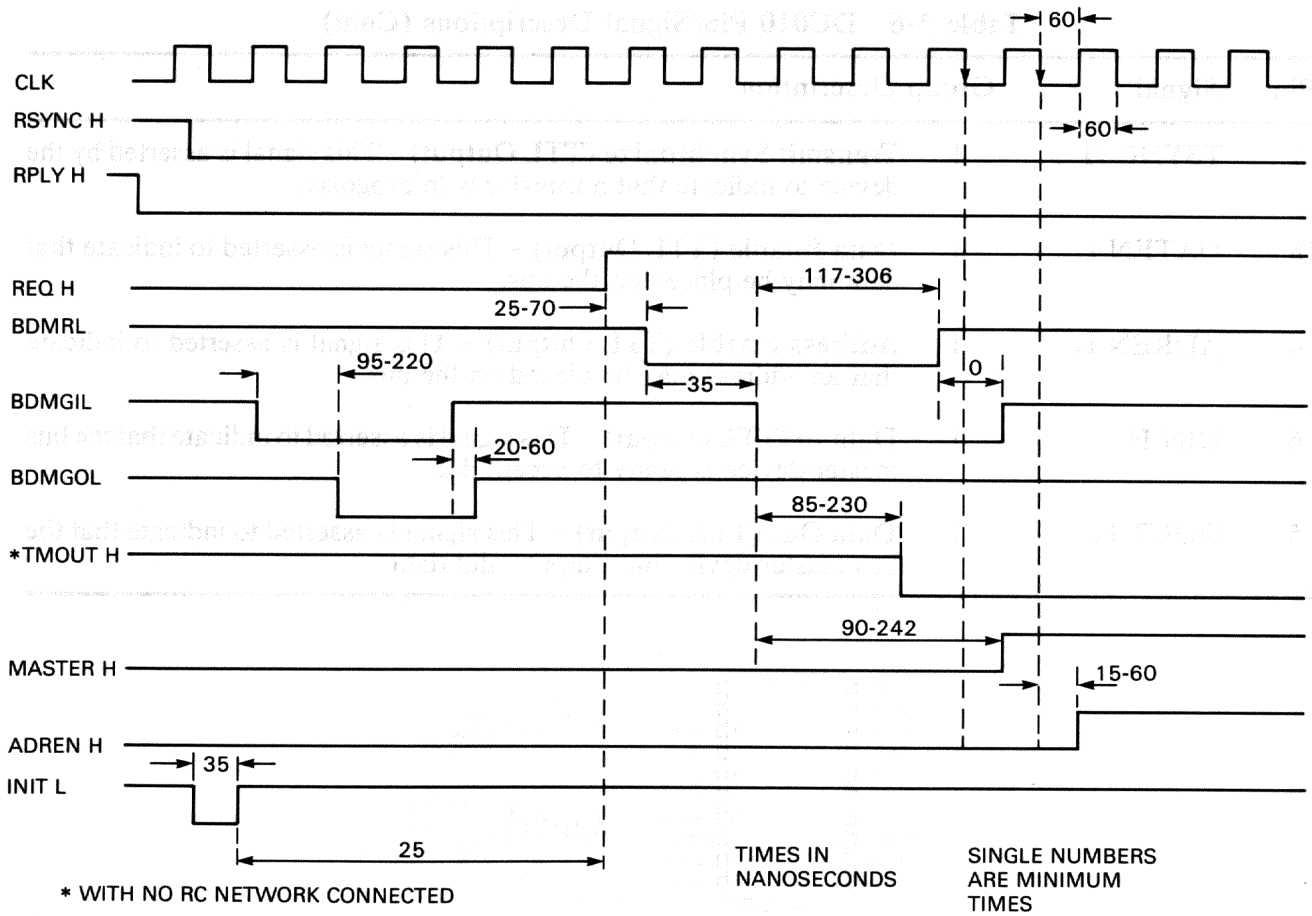 60
CLK
RSYNC H
60
RPLY H
REQ H
117-306
25-70
BDMRL
95-220
35
0
BDMGIL
20-60
BDMGOL
85-230
*TMOUT H
90-242
MASTER H
15-60
ADREN H
35
INIT L
25
TIMES IN
NANOSECONDS
SINGLE NUMBERS
ARE MINIMUM
TIMES
* WITH NO RC NETWORK CONNECTED